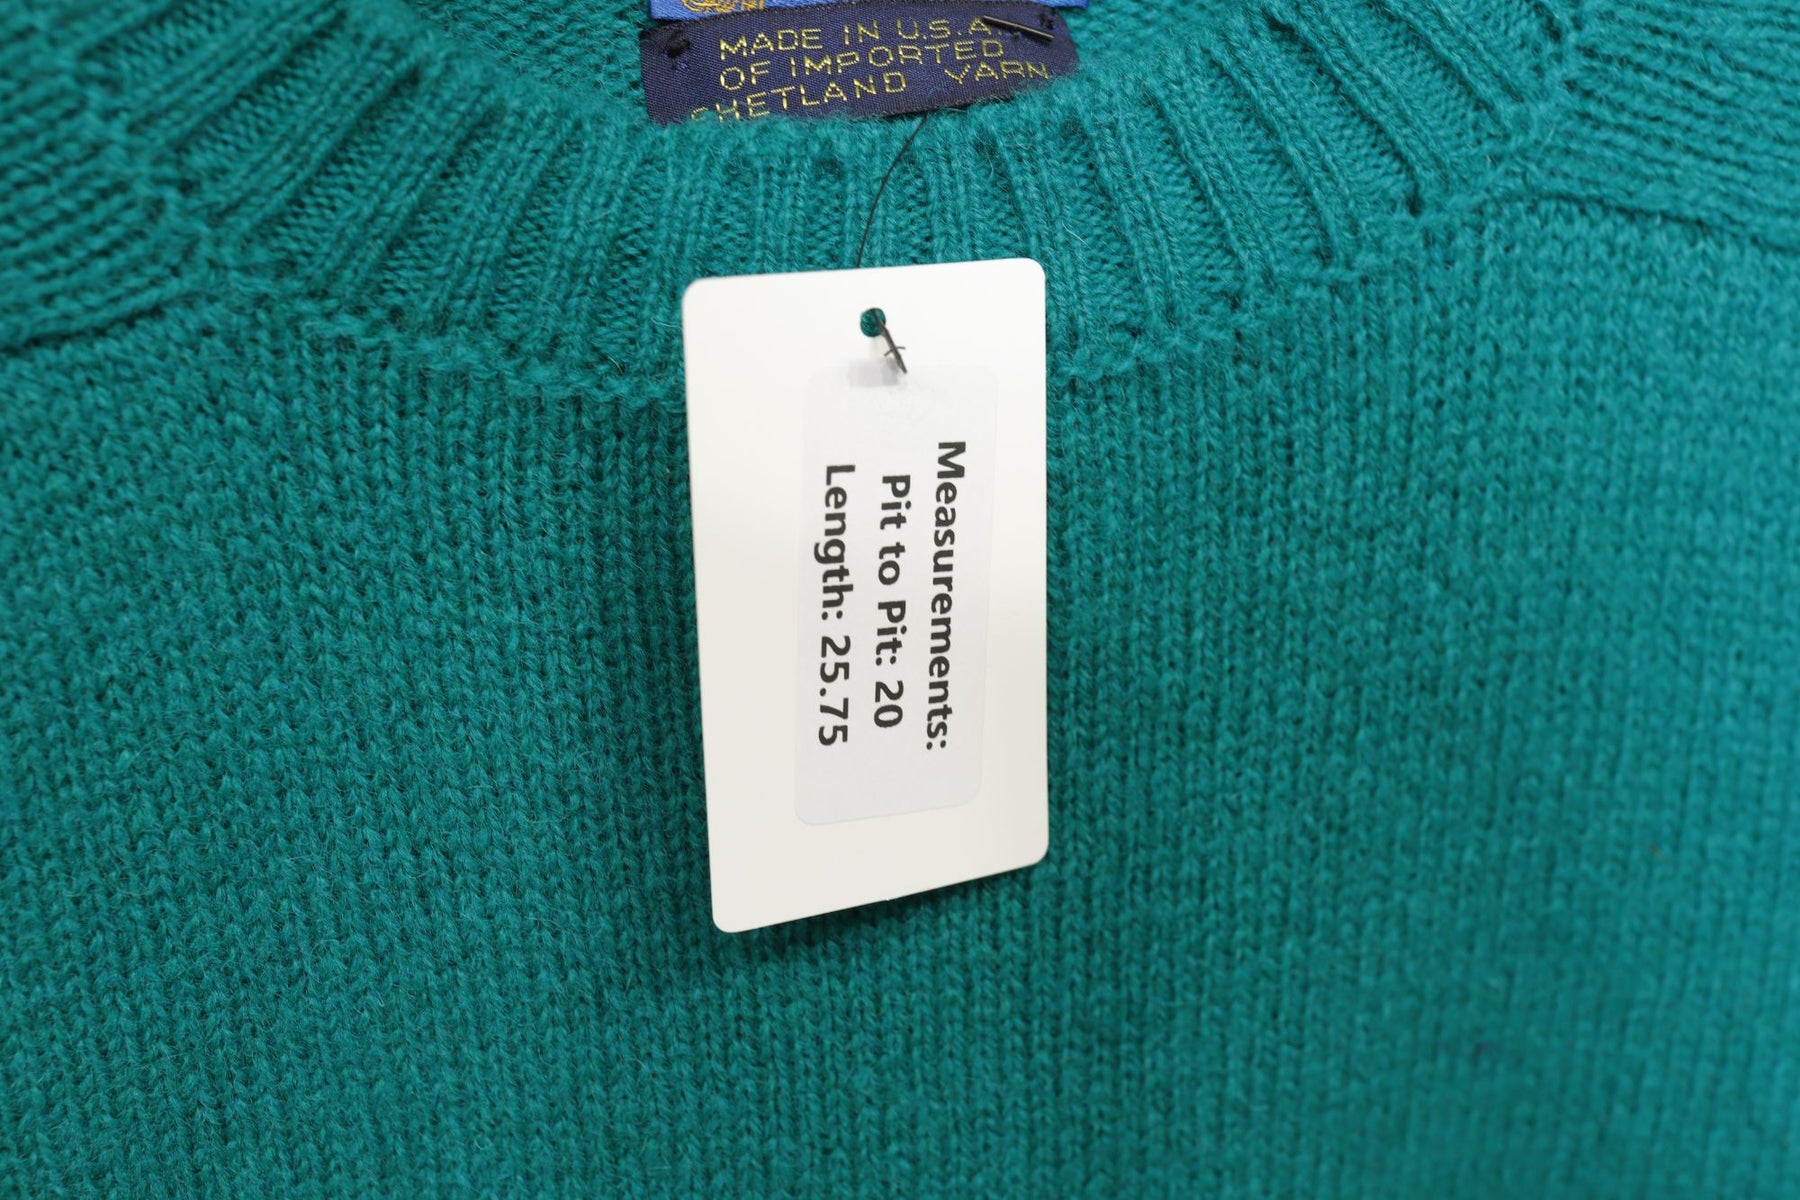 MADE IN U.S.A.
OF IMPORTED
SHETLAND YARN
Measurements:
Pit to Pit: 20
Length: 25.75